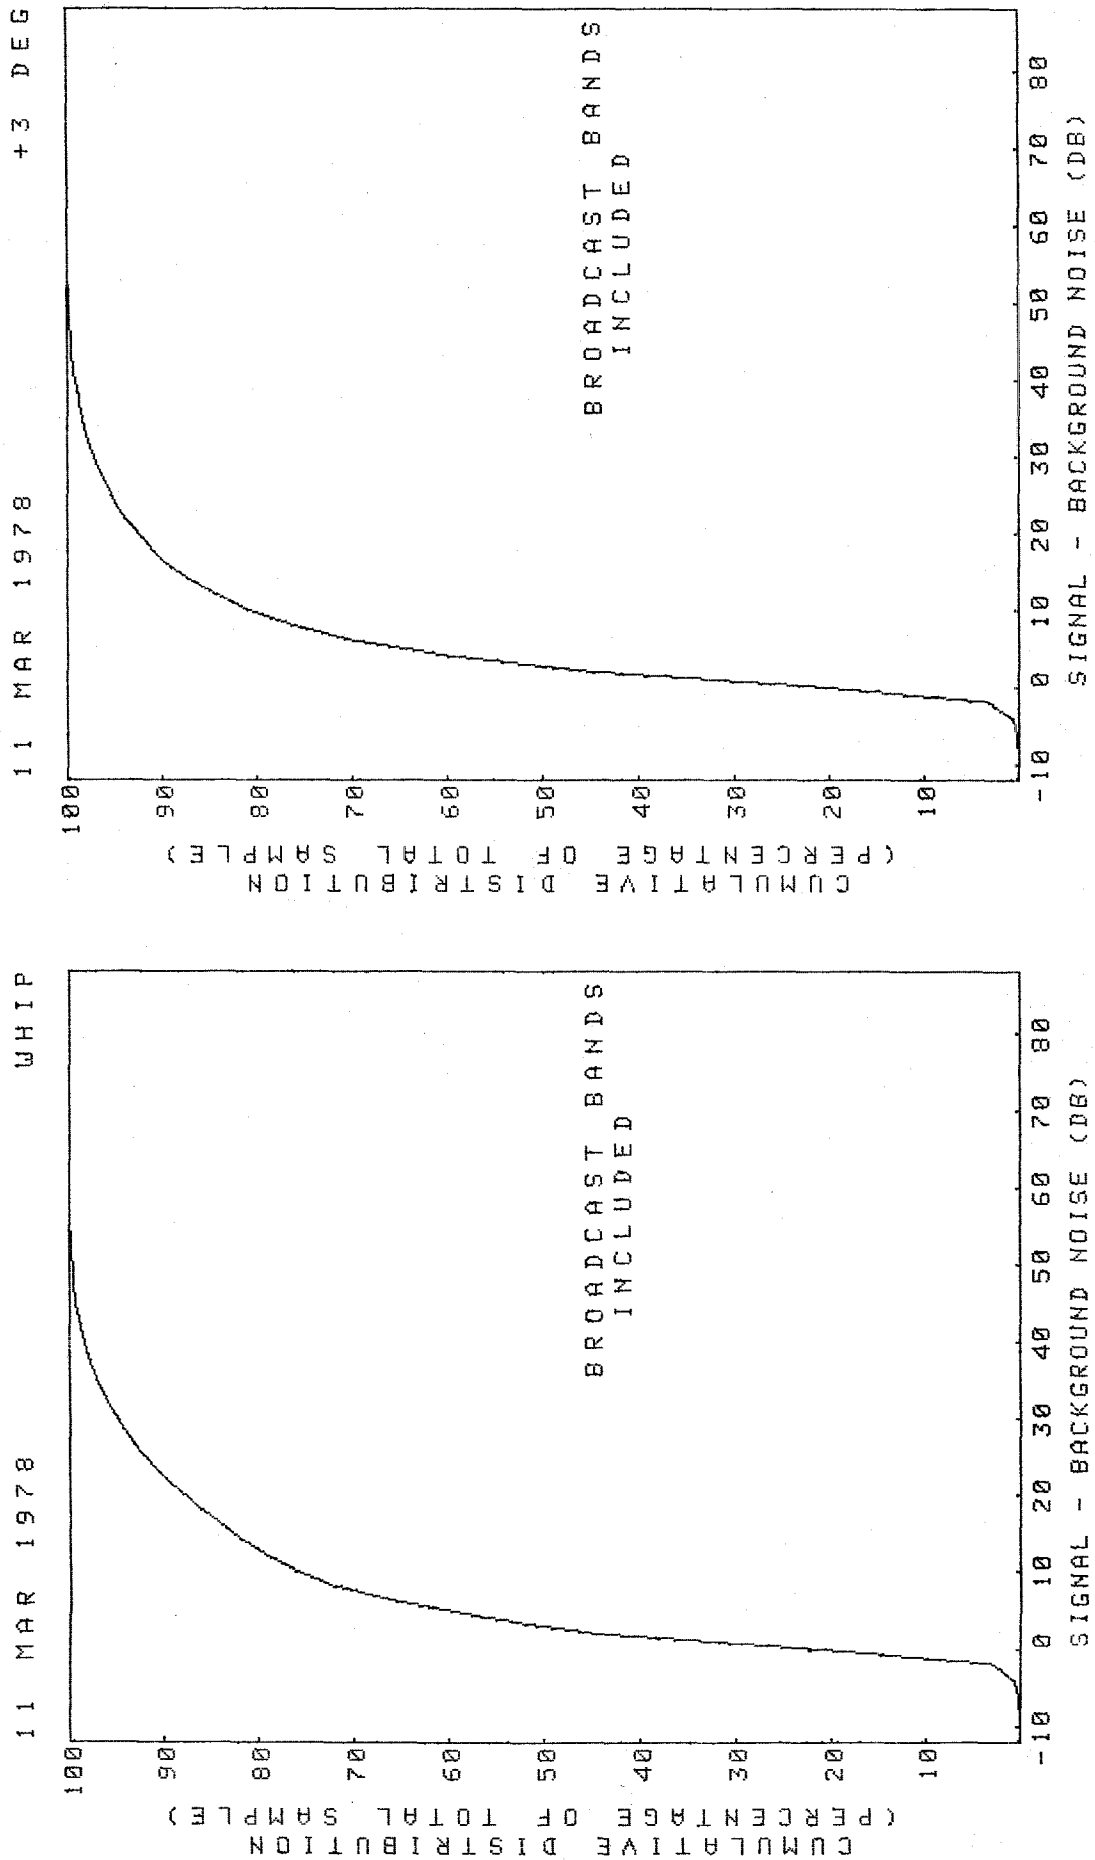 11 MAR 1978 WHIP
CUMULATIVE DISTRIBUTION
(PERCENTAGE OF TOTAL SAMPLE)
100
90
80
70
60
50
40
30
20
10
BROADCAST BANDS
INCLUDED
-10 0 10 20 30 40 50 60 70 80
SIGNAL - BACKGROUND NOISE (DB)
11 MAR 1978 +3 DEG
CUMULATIVE DISTRIBUTION
(PERCENTAGE OF TOTAL SAMPLE)
100
90
80
70
60
50
40
30
20
10
BROADCAST BANDS
INCLUDED
-10 0 10 20 30 40 50 60 70 80
SIGNAL - BACKGROUND NOISE (DB)